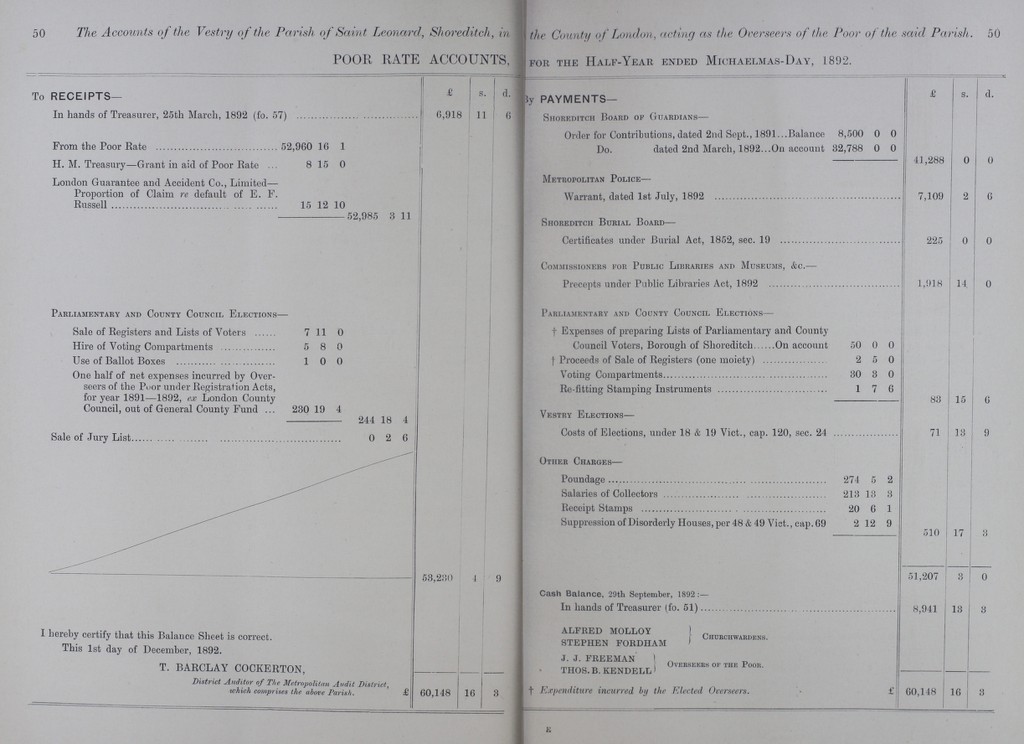 50 The Accounts of the Vestry of the Parish of Saint Leonard, Shoreditch, in
POOR RATE ACCOUNTS,
£ s. d.
To RECEIPTS—
In hands of Treasurer, 25th March, 1892 (fo. 57) 6,918 11 6
From the Poor Rate 52,960 16 1
H. M. Treasury—Grant in aid of Poor Rate ... 8 15 0
London Guarantee and Accident Co., Limited—
Proportion of Claim re default of E. F.
Russell 15 12 10
52,985 3 11
PARLIAMENTARY AND COUNTY COUNCIL ELECTIONS—
Sale of Registers and Lists of Voters 7 11 0
Hire of Voting Compartments 5 8 0
Use of Ballot Boxes 1 0 0
One half of net expenses incurred by Over-
seers of the Poor under Registration Acts,
for year 1891—1892, ex London County
Council, out of General County Fund ... 230 19 4
244 18 4
Sale of Jury List 0 2 6
53,230 4 9
I hereby certify that this Balance Sheet is correct.
This 1st day of December, 1892.
T. BARCLAY COCKERTON,
District Auditor of The Metropolitan Audit District,
which comprises the above Parish. £ 60,148 16 3
the County of London, acting as the Overseers of the Poor of the said Parish. 50
FOR THE HALF-YEAR ENDED MICHAELMAS-DAY, 1892.
£ s. d.
By PAYMENTS—
SHOREDITCH BOARD OF GUARDIANS—
Order for Contributions, dated 2nd Sept., 1891...Balance 8,500 0 0
Do. dated 2nd March, 1892...On account 32,788 0 0
41,288 0 0
METROPOLITAN POLICE—
Warrant, dated 1st July, 1892 7,109 2 6
SHOREDITCH BURIAL BOARD—
Certificates under Burial Act, 1852, sec. 19 225 0 0
COMMISSIONERS FOR PUBLIC LIBRARIES AND MUSEUMS, &c.—
Precepts under Public Libraries Act, 1892 1,918 14 0
PARLIAMENTARY AND COUNTY COUNCIL ELECTIONS—
† Expenses of preparing Lists of Parliamentary and County
Council Voters, Borough of Shoreditch......On account 50 0 0
† Proceeds of Sale of Registers (one moiety) 2 5 0
Voting Compartments 30 3 0
Re-fitting Stamping Instruments 1 7 6
83 15 6
VESTRY ELECTIONS—
Costs of Elections, under 18 & 19 Vict., cap. 120, sec. 24 71 13 9
OTHER CHARGES—
Poundage 274 5 2
Salaries of Collectors 213 13 3
Receipt Stamps 20 6 1
Suppression of Disorderly Houses, per 48 & 49 Vict., cap. 69 2 12 9
510 17 3
51,207 3 0
Cash Balance, 29th September, 1892:—
In hands of Treasurer (fo. 51) 8,941 13 3
ALFRED MOLLOY
STEPHEN FORDHAM } CHURCHWARDENS.
J. J. FREEMAN
THOS. B. KENDELL } OVERSEERS OF THE POOR.
† Expenditure incurred by the Elected Overseers. £ 60,148 16 3
E